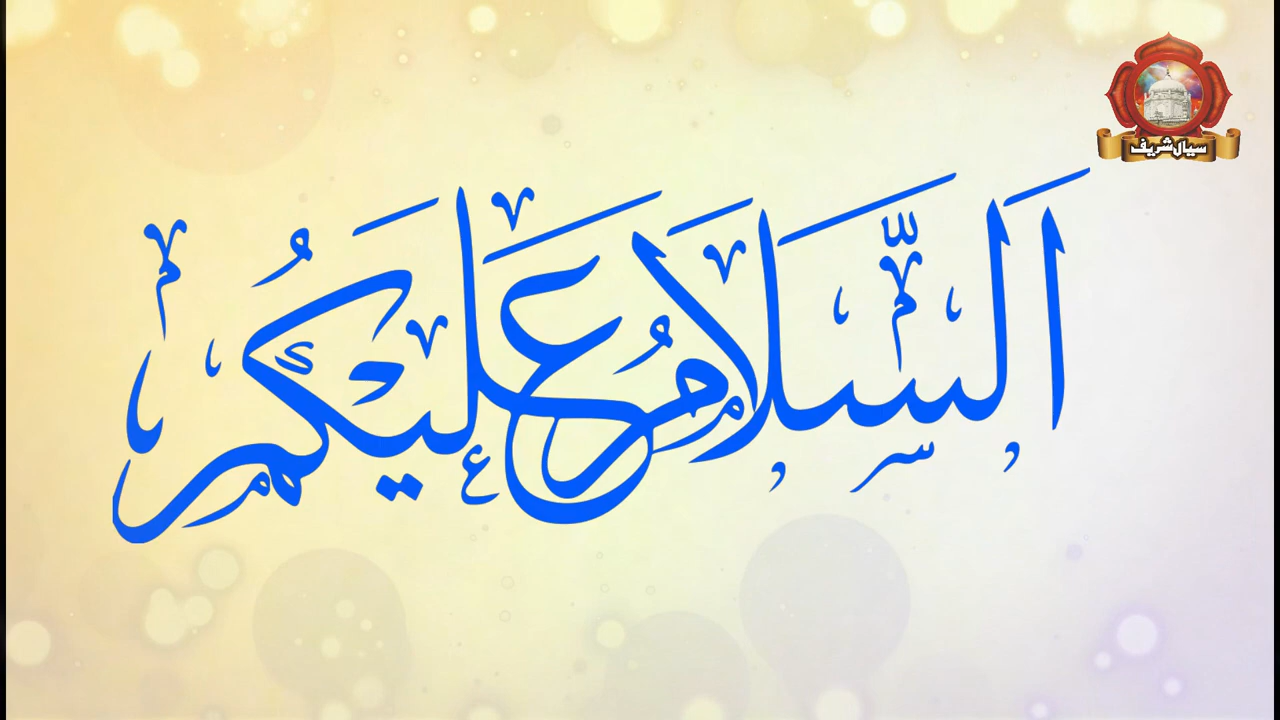 سیال شریف
اَلسَّلَامُ عَلَيْكُمْ